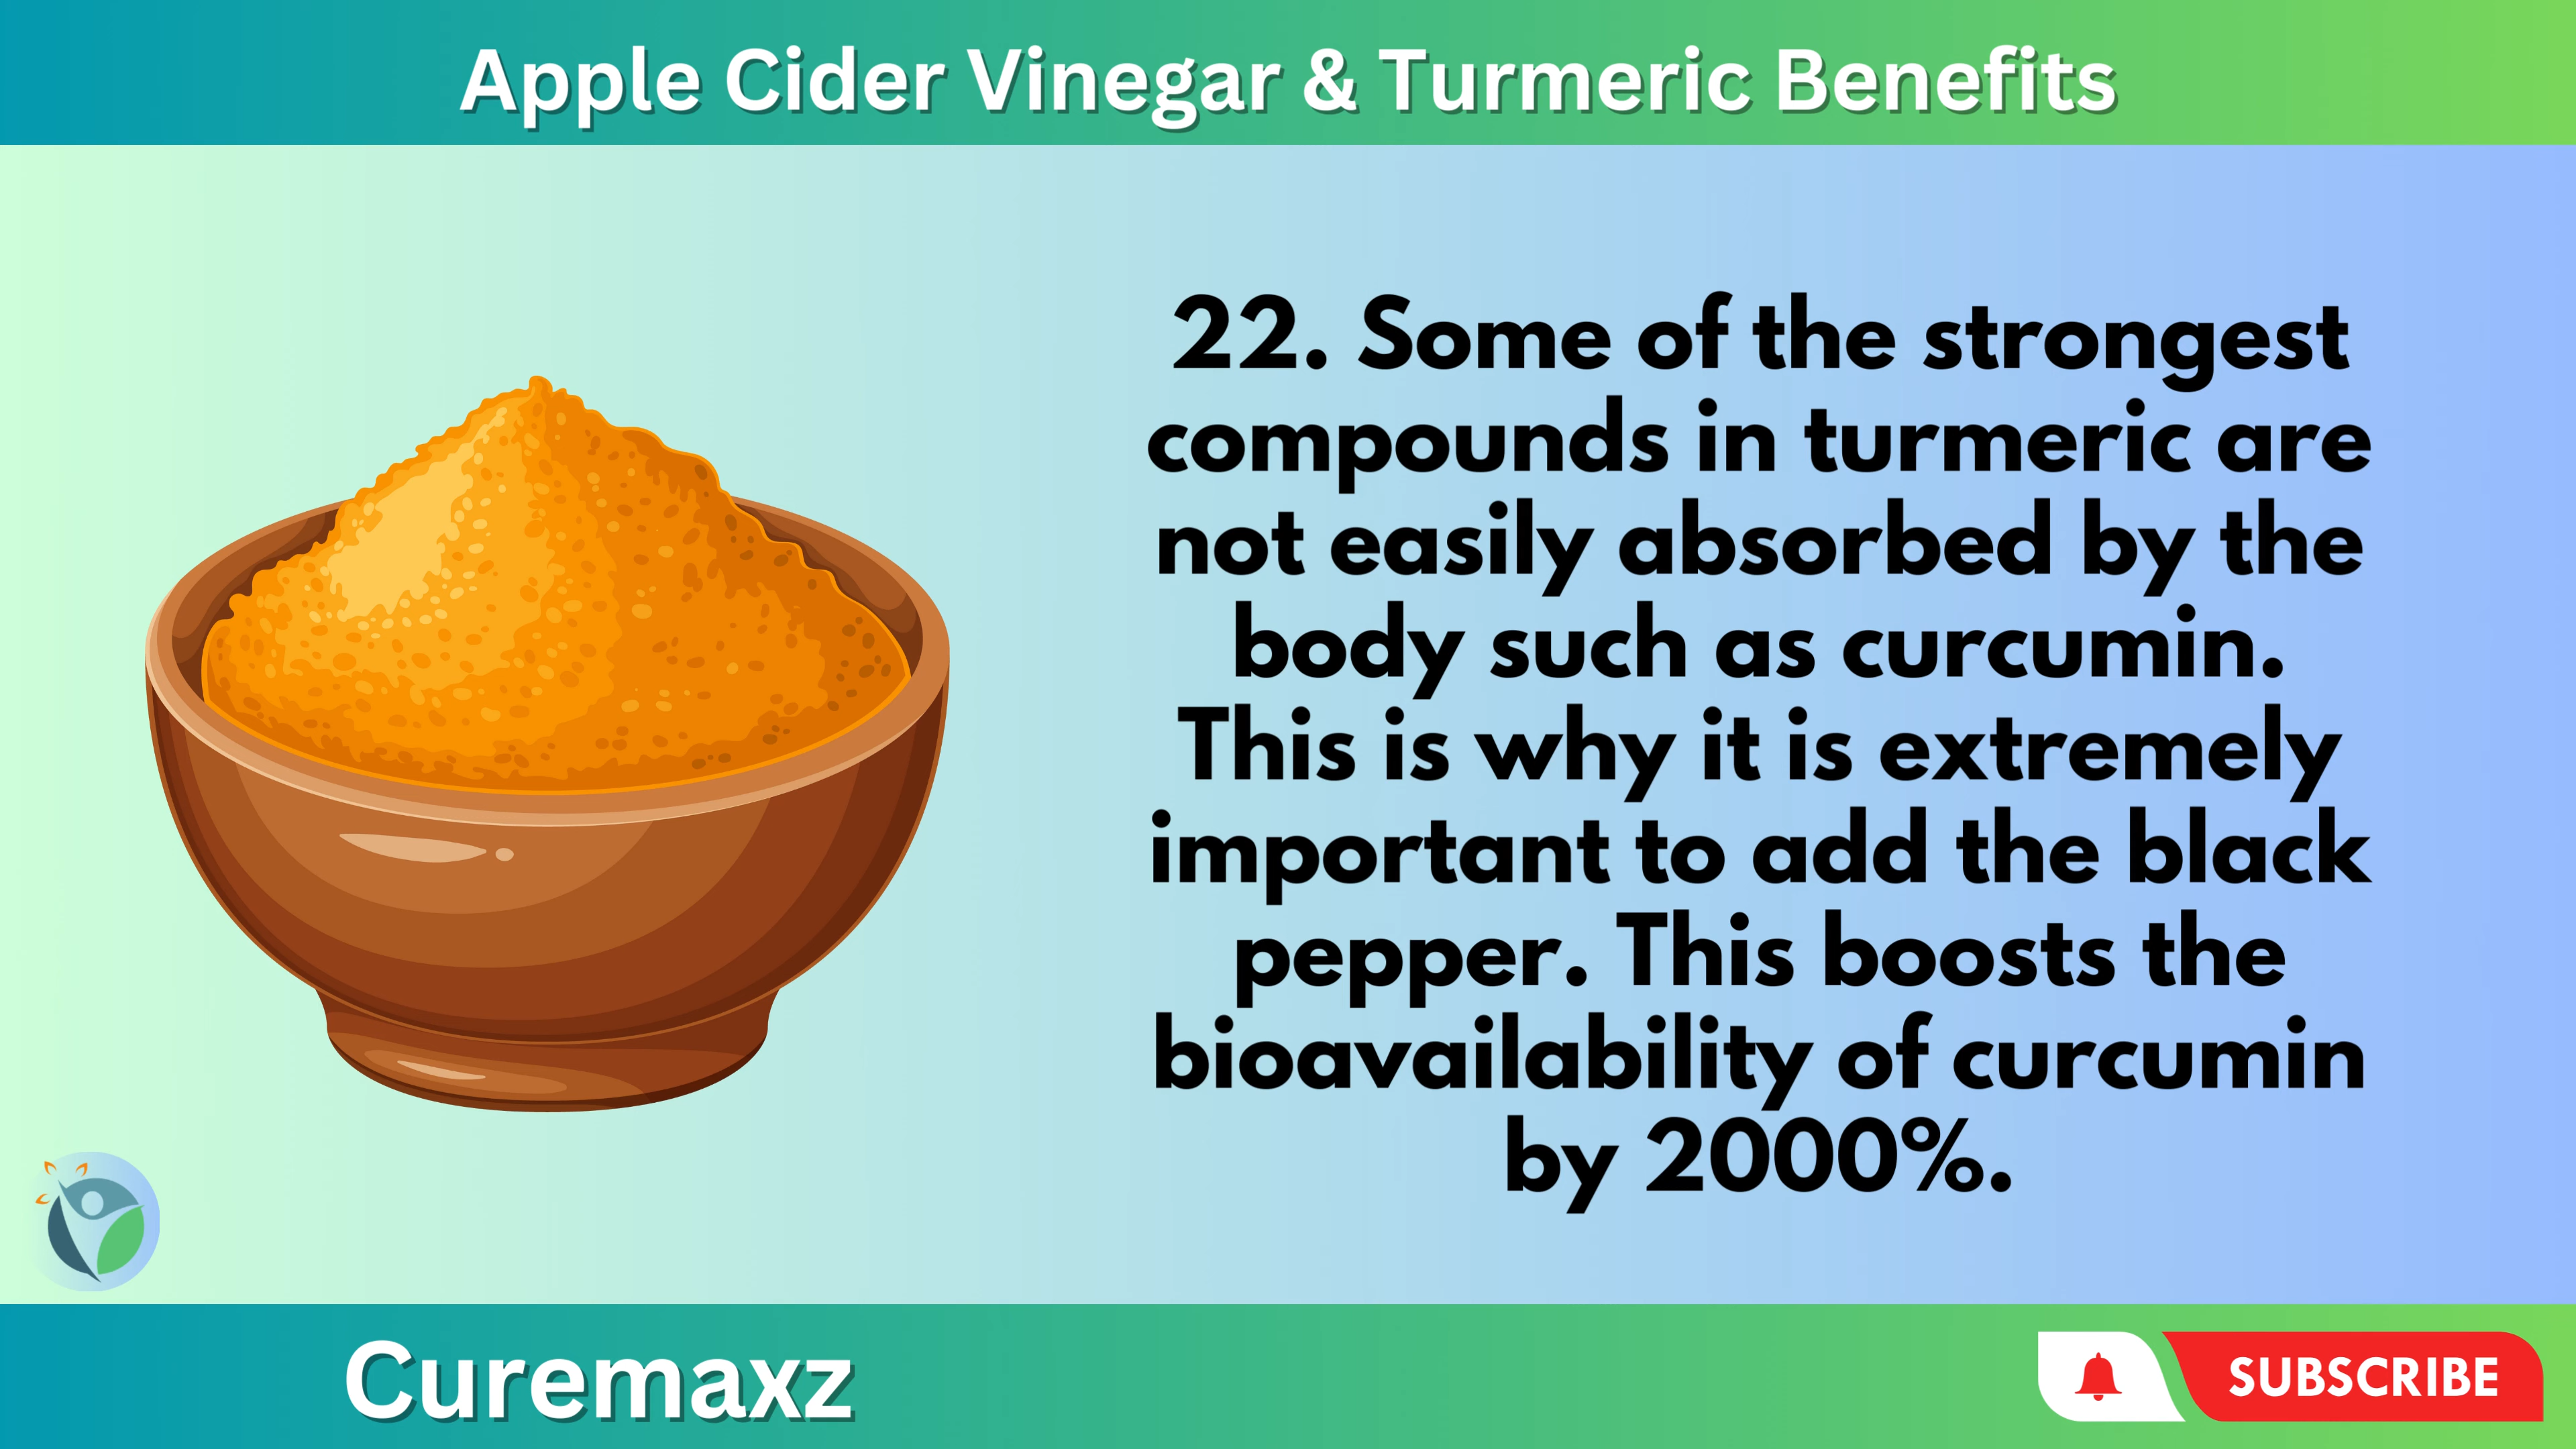 Apple Cider Vinegar & Turmeric Benefits
22. Some of the strongest
compounds in turmeric are
not easily absorbed by the
body such as curcumin.
This is why it is extremely
important to add the black
pepper. This boosts the
bioavailability of curcumin
by 2000%.
Curemaxz
SUBSCRIBE